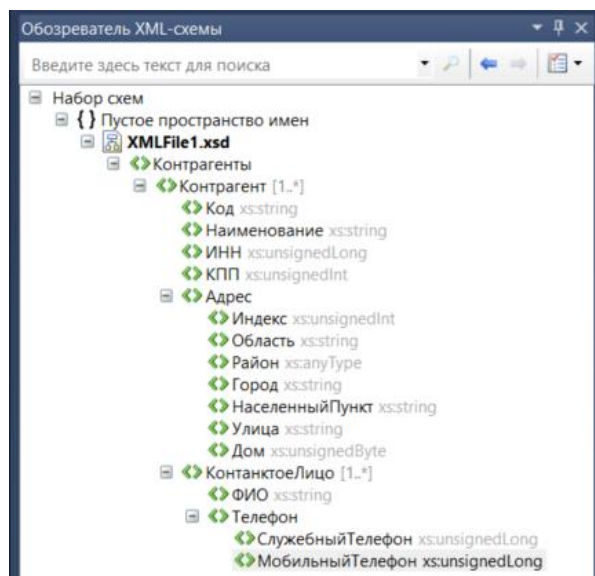 Обозреватель XML-схемы
Введите здесь текст для поиска
Набор схем
{ } Пустое пространство имен
XMLFile1.xsd
Контрагенты
Контрагент [1..*]
Код xs:string
Наименование xs:string
ИНН xs:unsignedLong
КПП xs:unsignedInt
Адрес
Индекс xs:unsignedInt
Область xs:string
Район xs:anyType
Город xs:string
НаселенныйПункт xs:string
Улица xs:string
Дом xs:unsignedByte
КонтанктоеЛицо [1..*]
ФИО xs:string
Телефон
СлужебныйТелефон xs:unsignedLong
МобильныйТелефон xs:unsignedLong